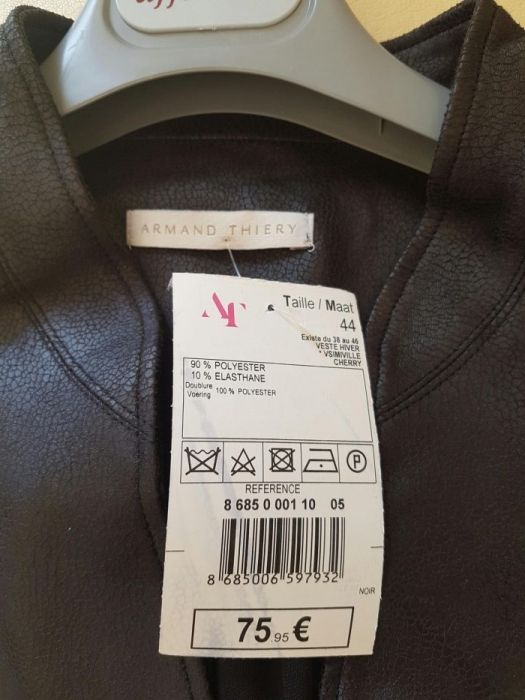 ARMAND THIERY
L
AT
Taille / Maat
44
Existe du 38 au 46
VESTE HIVER
VSIMIVILLE
CHERRY
90 % POLYESTER
10 % ELASTHANE
Doublure
Voering 100 % POLYESTER
P
REFERENCE
8 685 0 001 10 05
8 685006 597932
NOIR
75.95 €